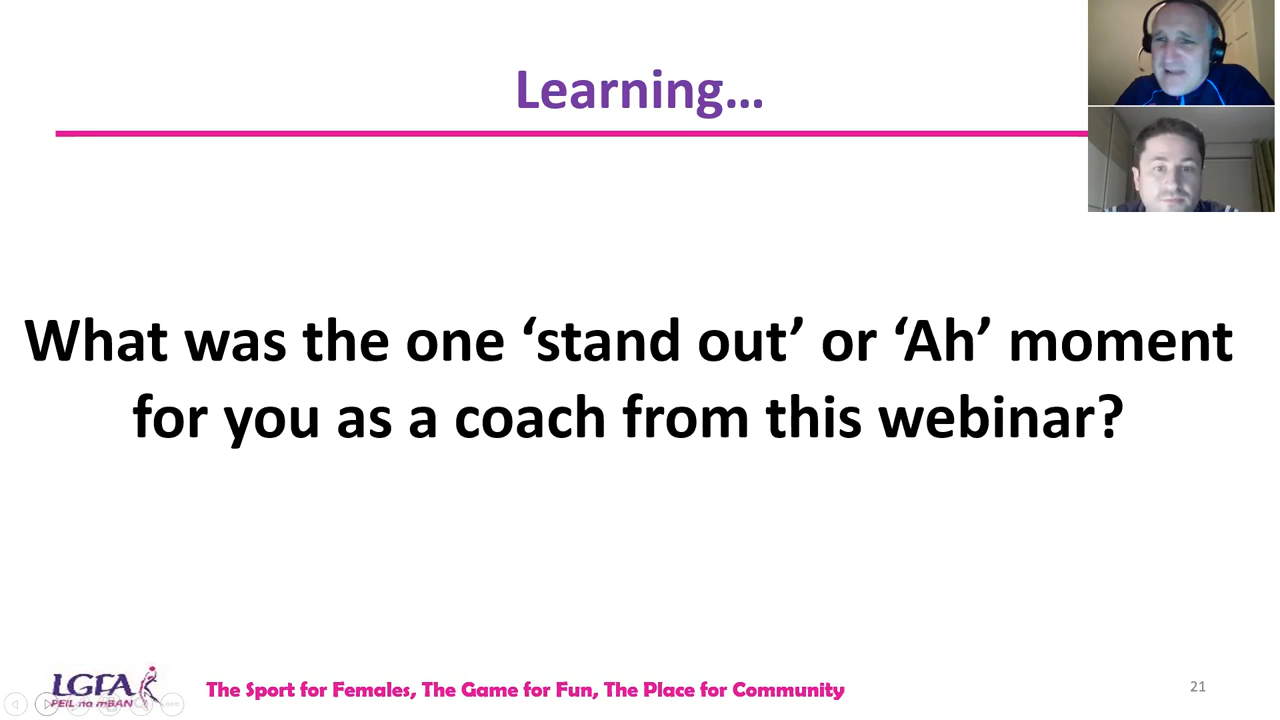 Learning…
What was the one ‘stand out’ or ‘Ah’ moment
for you as a coach from this webinar?
LGFA
PEIL na mBAN
The Sport for Females, The Game for Fun, The Place for Community
21